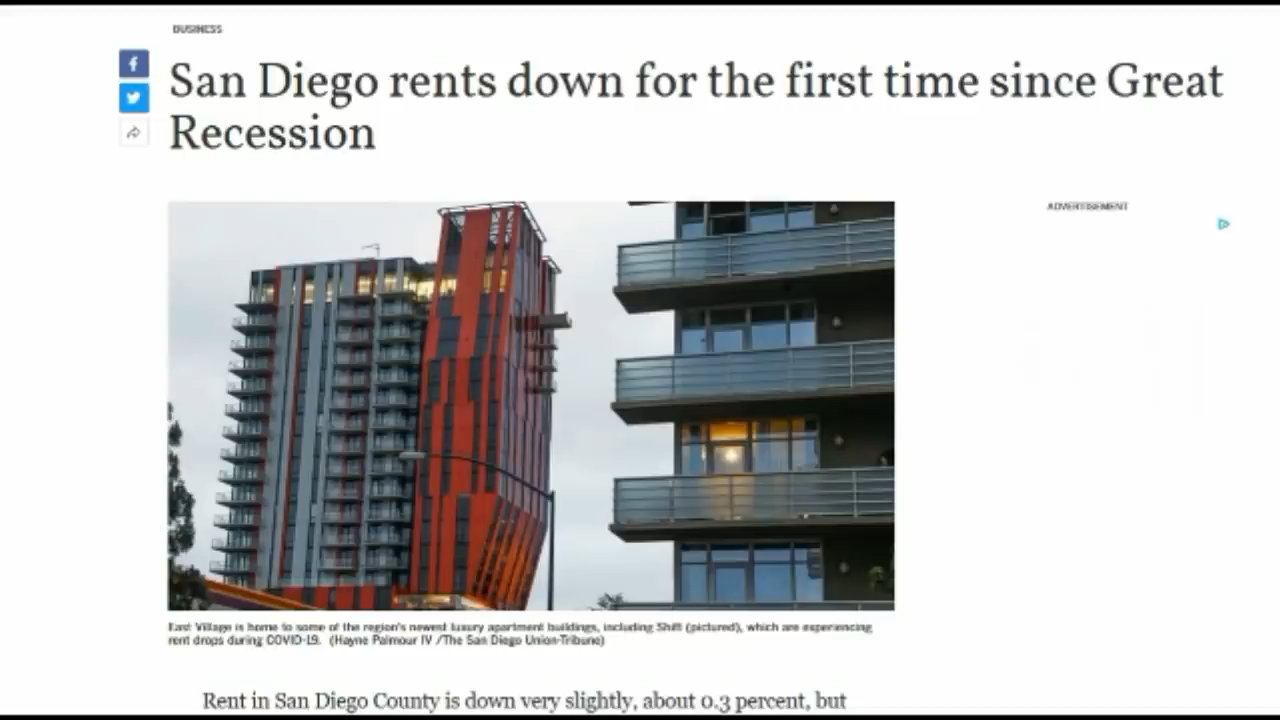 BUSINESS
San Diego rents down for the first time since Great
Recession
ADVERTISEMENT
East Village is home to some of the region's newest luxury apartment buildings, including Shift (pictured), which are experiencing
rent drops during COVID-19. (Hayne Palmour IV /The San Diego Union-Tribune)
Rent in San Diego County is down very slightly, about 0.3 percent, but